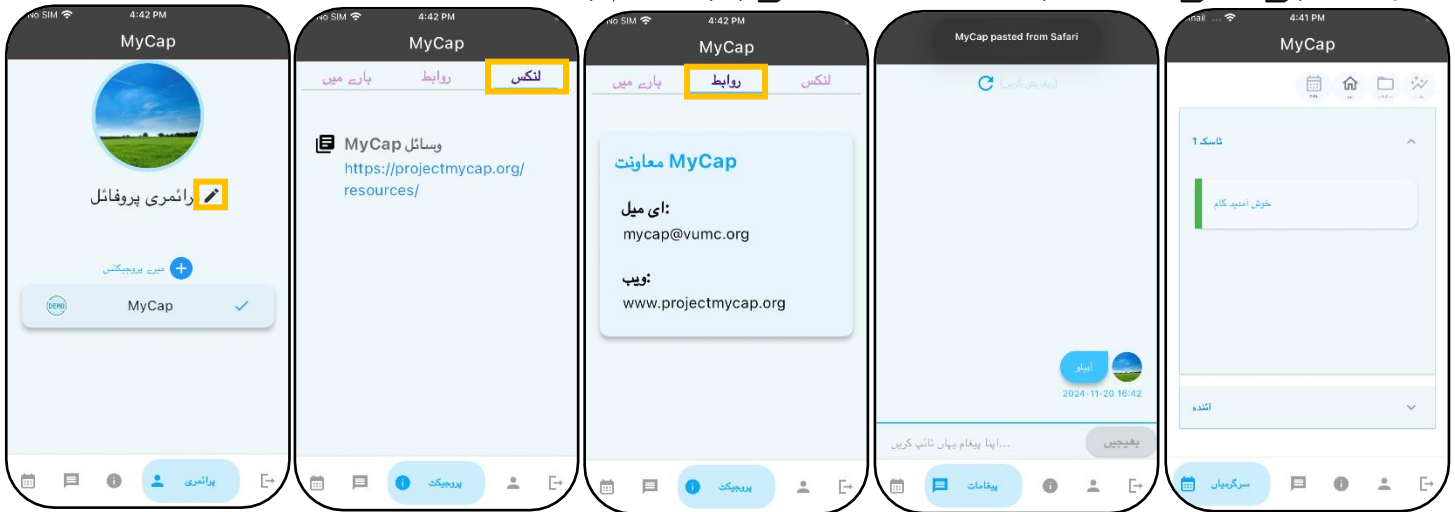 No SIM 4:42 PM
MyCap
پرائمری پروفائل
میرے پروجیکٹس
DEMO MyCap
پرائمری
No SIM 4:42 PM
MyCap
بارے میں روابط لنکس
وسائل MyCap
https://projectmycap.org/
resources/
پروجیکٹ
No SIM 4:42 PM
MyCap
بارے میں روابط لنکس
معاونت MyCap
ای میل:
mycap@vumc.org
ویب:
www.projectmycap.org
پروجیکٹ
MyCap pasted from Safari
2024-11-20 16:42
اپنا پیغام یہاں ٹائپ کریں...
بھیجیں
پیغامات
4:41 PM
MyCap
ٹاسک 1
خوش آمدید کام
آئندہ
سرگرمیاں